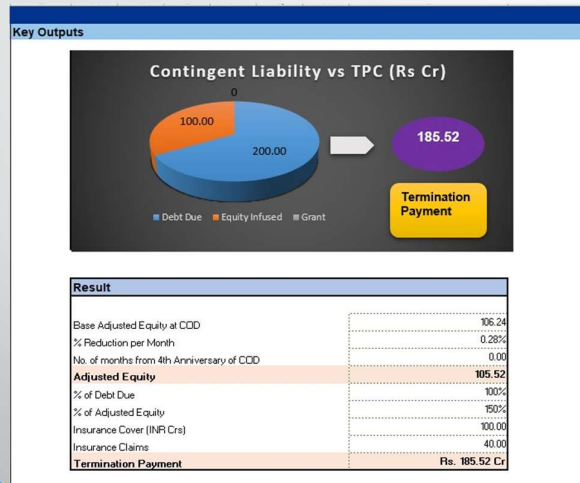 Key Outputs
Contingent Liability vs TPC (Rs Cr)
0
100.00
200.00
185.52
Termination
Payment
Debt Due Equity Infused Grant
Result
Base Adjusted Equity at COD 106.24
% Reduction per Month 0.28%
No. of months from 4th Anniversary of COD 0.00
Adjusted Equity 105.52
% of Debt Due 100%
% of Adjusted Equity 150%
Insurance Cover (INR Crs) 100.00
Insurance Claims 40.00
Termination Payment Rs. 185.52 Cr